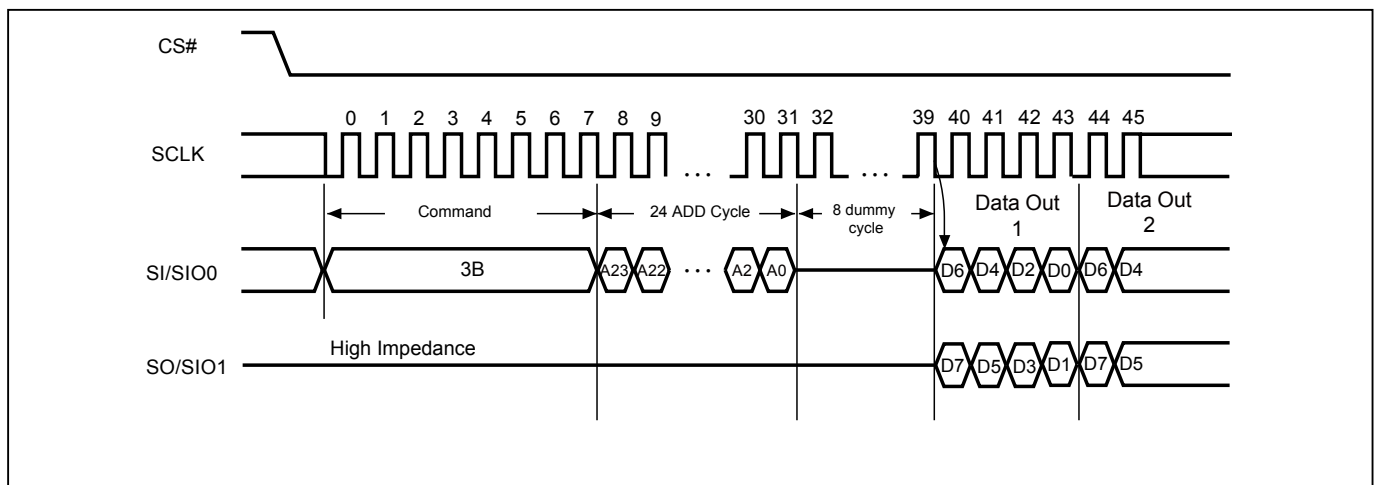 CS#
0 1 2 3 4 5 6 7 8 9 30 31 32 39 40 41 42 43 44 45
SCLK
... ...
Command 24 ADD Cycle 8 dummy cycle Data Out 1 Data Out 2
SI/SIO0 3B A23 A22 ... A2 A0 D6 D4 D2 D0 D6 D4
High Impedance
SO/SIO1 D7 D5 D3 D1 D7 D5